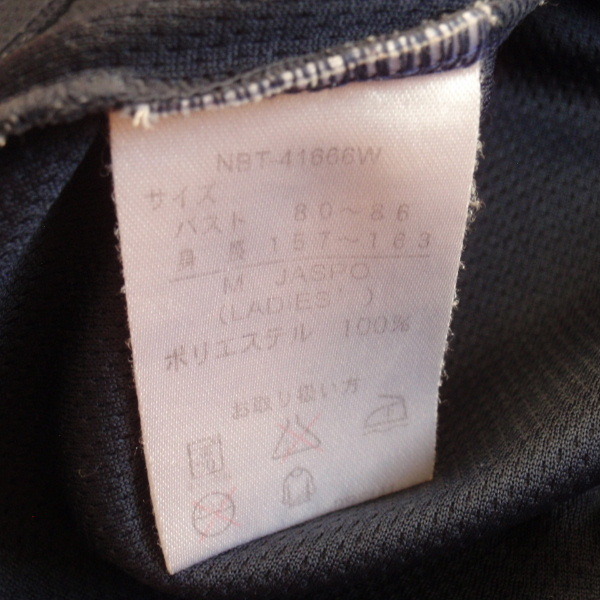 NBT-41666W
サイズ
バスト 80～86
身長 157～163
M JASPO
(LADIES')
ポリエステル 100%
お取り扱い方